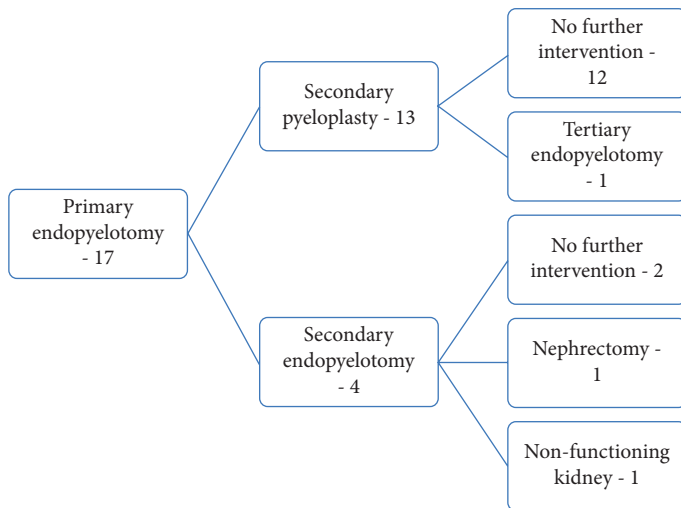 Primary
endopyelotomy
- 17
Secondary
pyeloplasty - 13
No further
intervention -
12
Tertiary
endopyelotomy
- 1
Secondary
endopyelotomy
- 4
No further
intervention - 2
Nephrectomy -
1
Non-functioning
kidney - 1